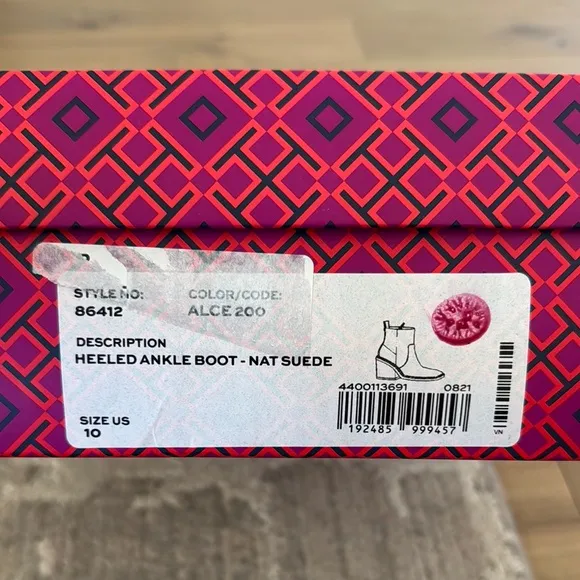 STYLE NO: COLOR/CODE:
86412 ALCE 200
DESCRIPTION
HEELED ANKLE BOOT - NAT SUEDE
4400113691 0821
SIZE US
10
192485 999457
VN